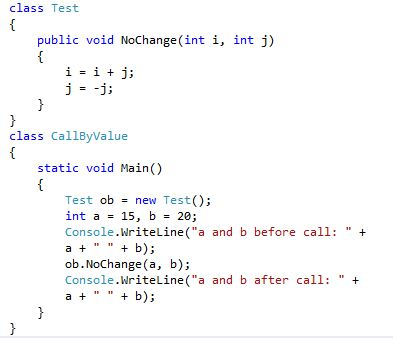 class Test
{
public void NoChange(int i, int j)
{
i = i + j;
j = -j;
}
}
class CallByValue
{
static void Main()
{
Test ob = new Test();
int a = 15, b = 20;
Console.WriteLine("a and b before call: " +
a + " " + b);
ob.NoChange(a, b);
Console.WriteLine("a and b after call: " +
a + " " + b);
}
}